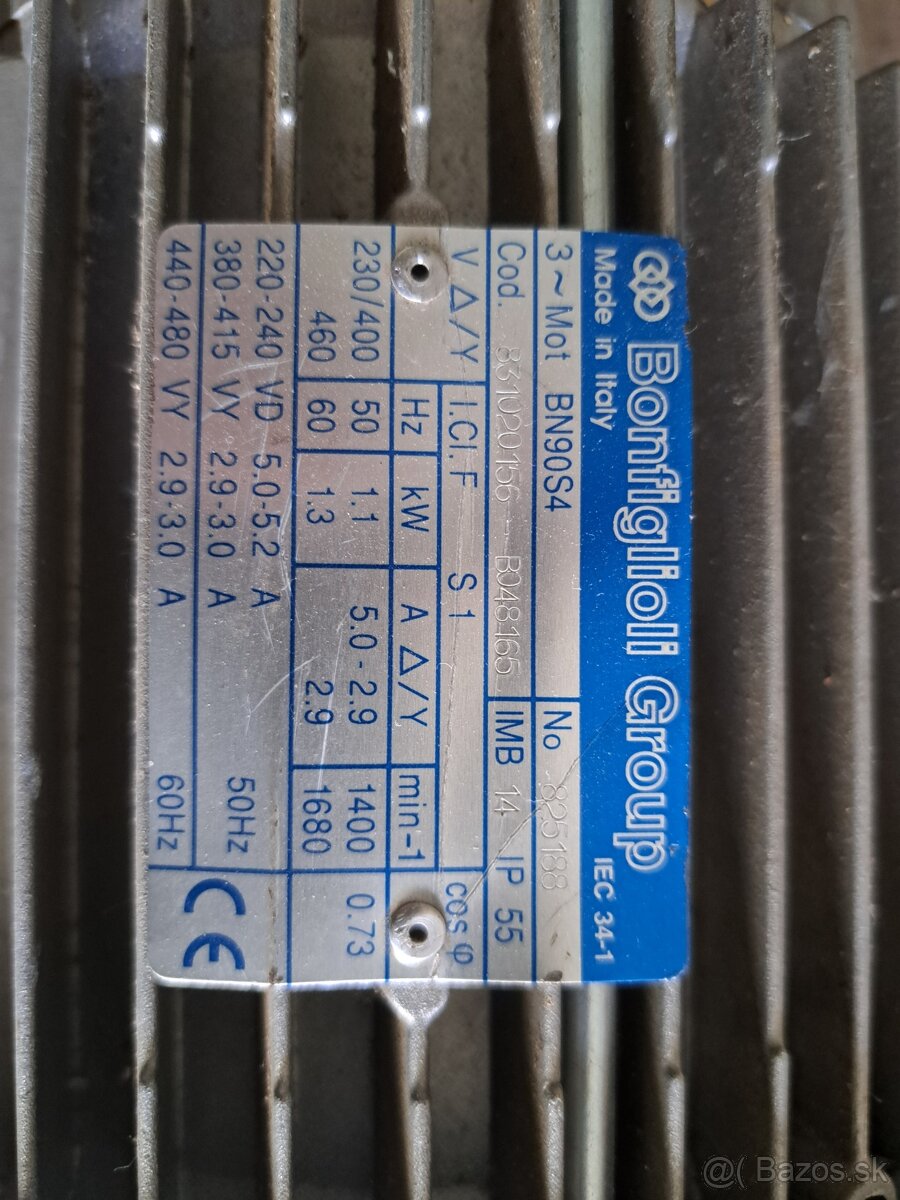 Bonfiglioli Group
Made in Italy IEC 34-1
3~Mot BN90S4 No 825188
Cod. 831020156 B048165 IMB 14 IP 55
V Δ/Y I.Cl.F S 1 cos φ
Hz kW A Δ/Y min-1
230/400 50 1.1 5.0-2.9 1400 0.73
460 60 1.3 2.9 1680
220-240 VD 5.0-5.2 A
380-415 VY 2.9-3.0 A 50Hz
440-480 VY 2.9-3.0 A 60Hz
CE
@( Bazos.sk